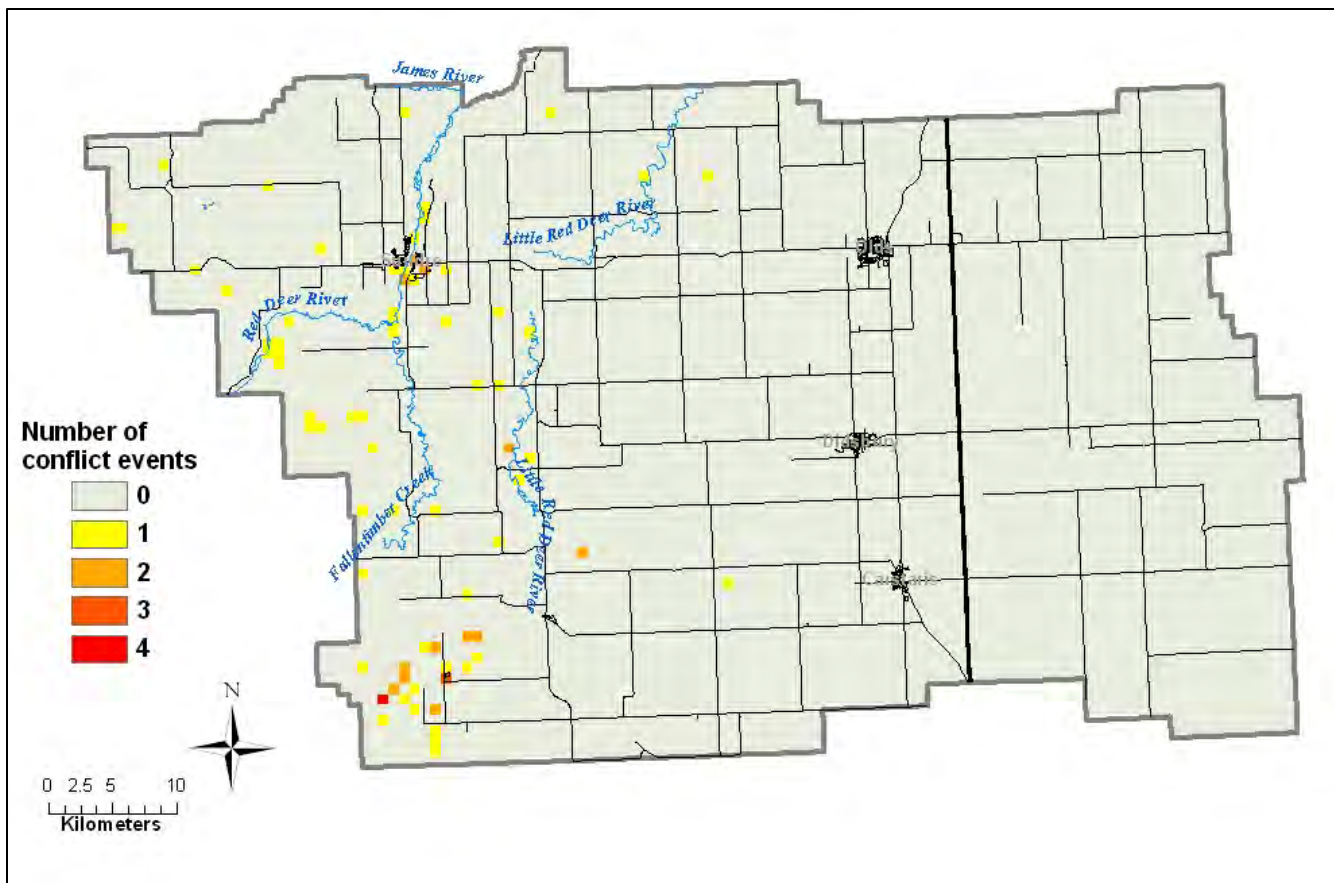 James River
Little Red Deer River
Red Deer River
Number of
conflict events
0
1
2
3
4
Fallentimber Creek
Little Red Deer River
N
0 2.5 5 10
Kilometers